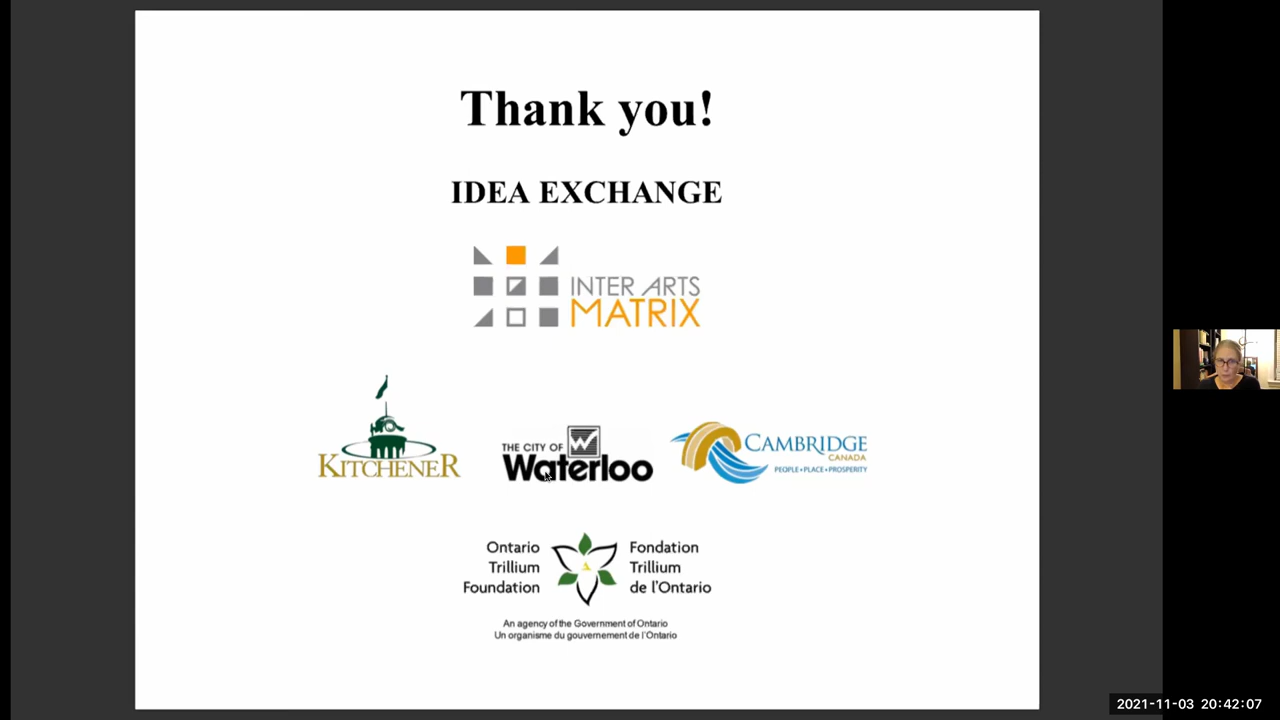 Thank you!
IDEA EXCHANGE
INTER ARTS
MATRIX
KITCHENER
THE CITY OF
Waterloo
CAMBRIDGE
CANADA
PEOPLE • PLACE • PROSPERITY
Ontario
Trillium
Foundation
Fondation
Trillium
de l'Ontario
An agency of the Government of Ontario
Un organisme du gouvernement de l'Ontario
2021-11-03 20:42:07